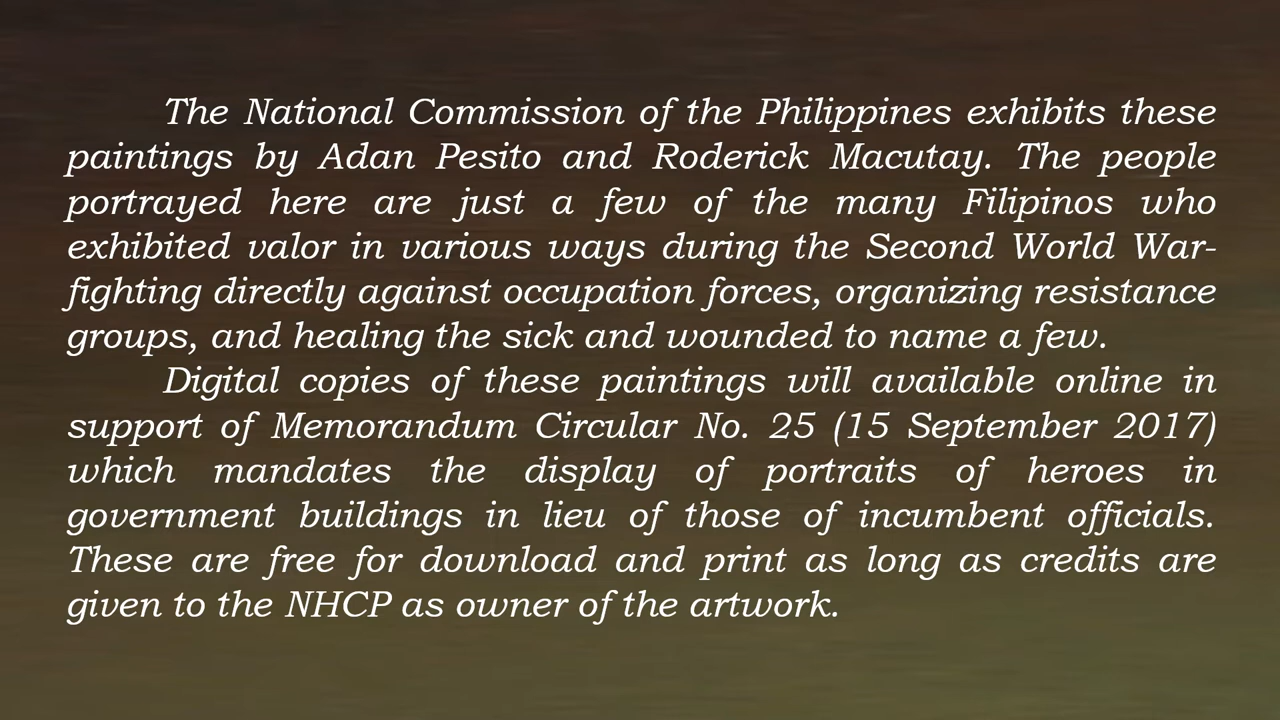 The National Commission of the Philippines exhibits these
paintings by Adan Pesito and Roderick Macutay. The people
portrayed here are just a few of the many Filipinos who
exhibited valor in various ways during the Second World War-
fighting directly against occupation forces, organizing resistance
groups, and healing the sick and wounded to name a few.
Digital copies of these paintings will available online in
support of Memorandum Circular No. 25 (15 September 2017)
which mandates the display of portraits of heroes in
government buildings in lieu of those of incumbent officials.
These are free for download and print as long as credits are
given to the NHCP as owner of the artwork.